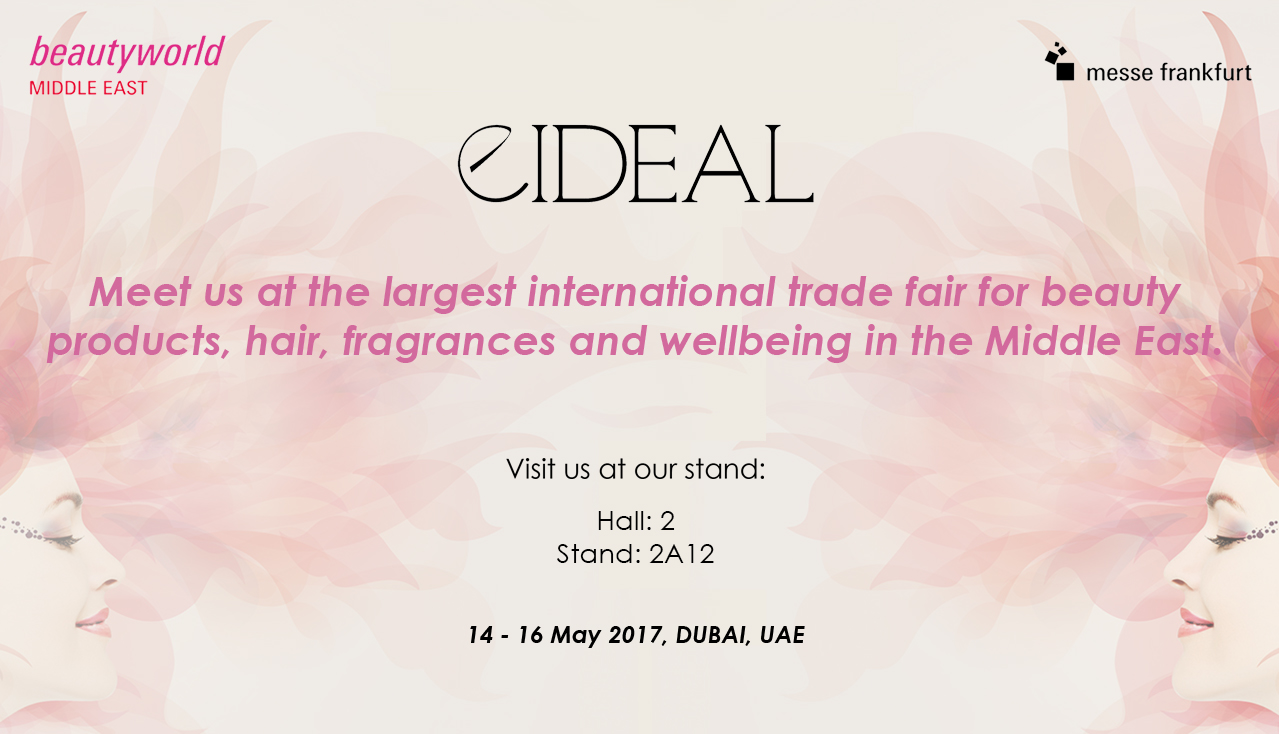 beautyworld
MIDDLE EAST
messe frankfurt
eIDEAL
Meet us at the largest international trade fair for beauty
products, hair, fragrances and wellbeing in the Middle East.
Visit us at our stand:
Hall: 2
Stand: 2A12
14 - 16 May 2017, DUBAI, UAE